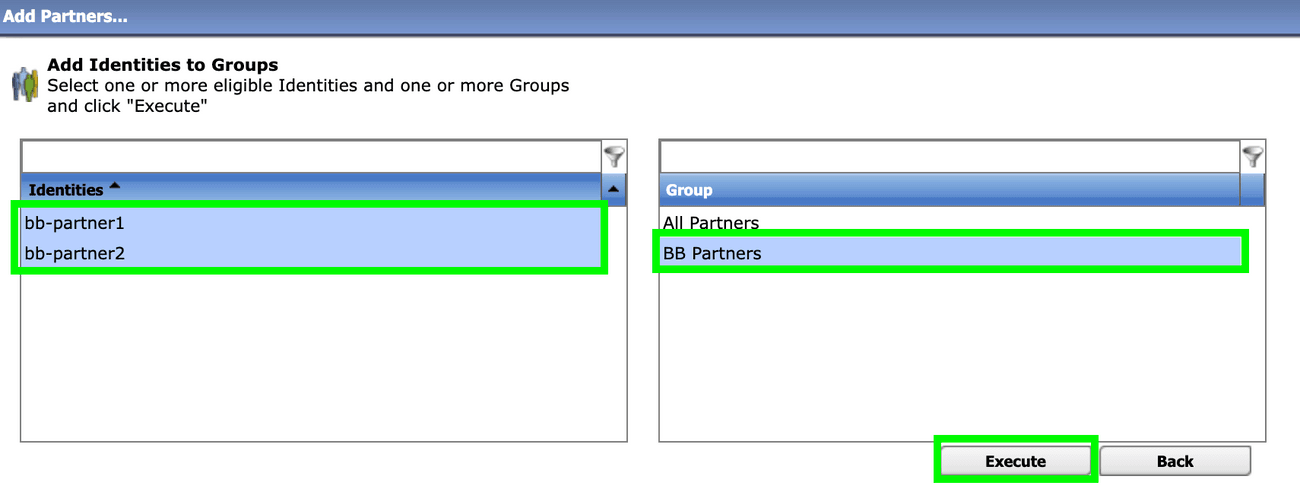 Add Partners...
Add Identities to Groups
Select one or more eligible Identities and one or more Groups
and click "Execute"
Identities
Group
bb-partner1
All Partners
bb-partner2
BB Partners
Execute
Back